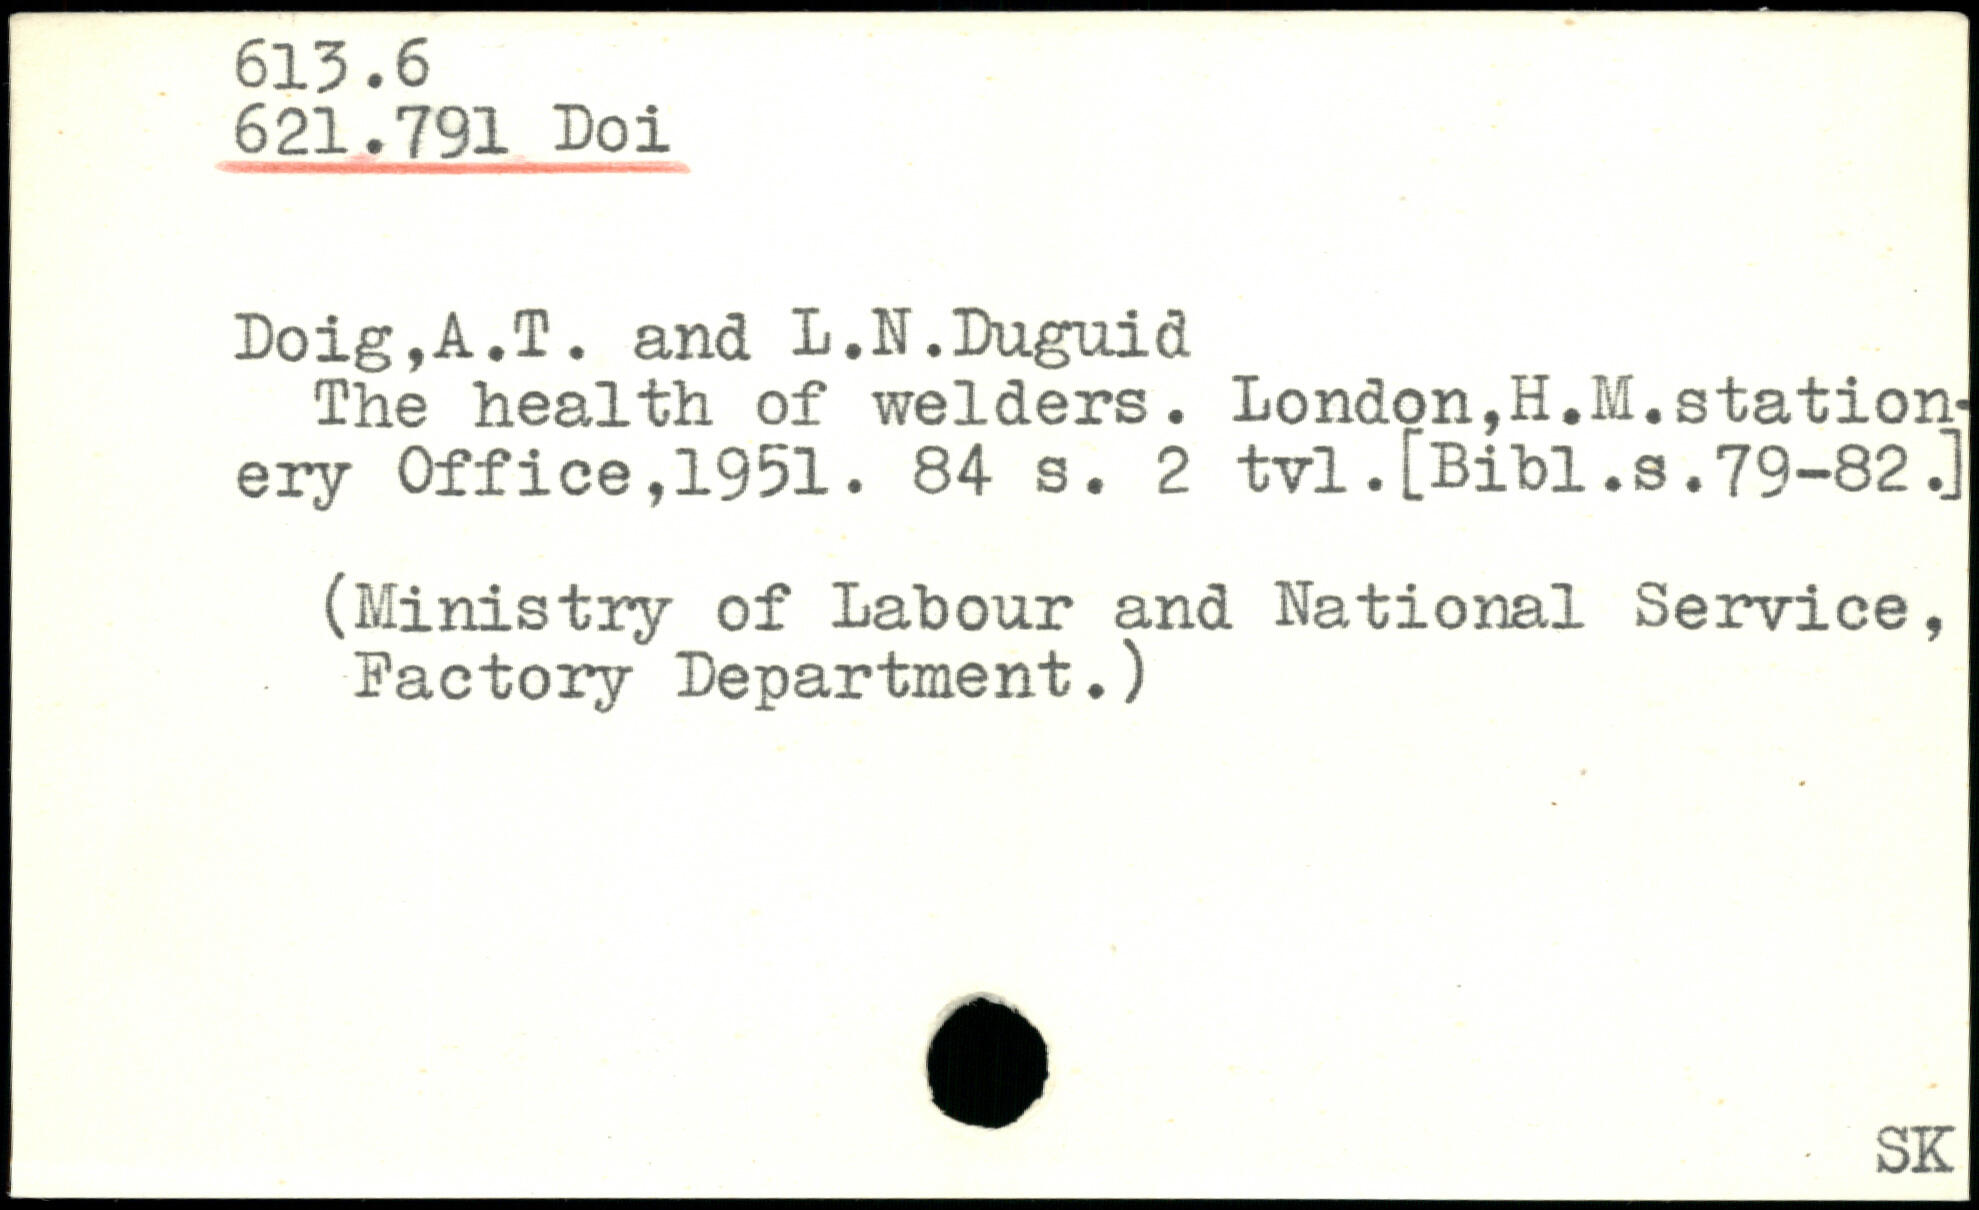 613.6
621.791 Doi
Doig,A.T. and L.N.Duguid
The health of welders. London,H.M.station-
ery Office,1951. 84 s. 2 tvl.[Bibl.s.79-82.]
(Ministry of Labour and National Service,
Factory Department.)
SK